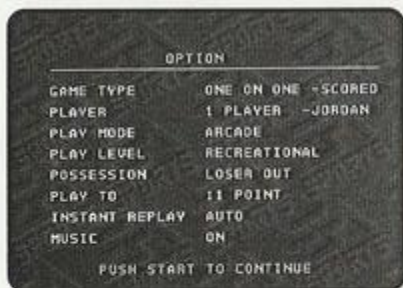 OPTION
GAME TYPE ONE ON ONE -SCORED
PLAYER 1 PLAYER -JORDAN
PLAY MODE ARCADE
PLAY LEVEL RECREATIONAL
POSSESSION LOSER OUT
PLAY TO 11 POINT
INSTANT REPLAY AUTO
MUSIC ON
PUSH START TO CONTINUE